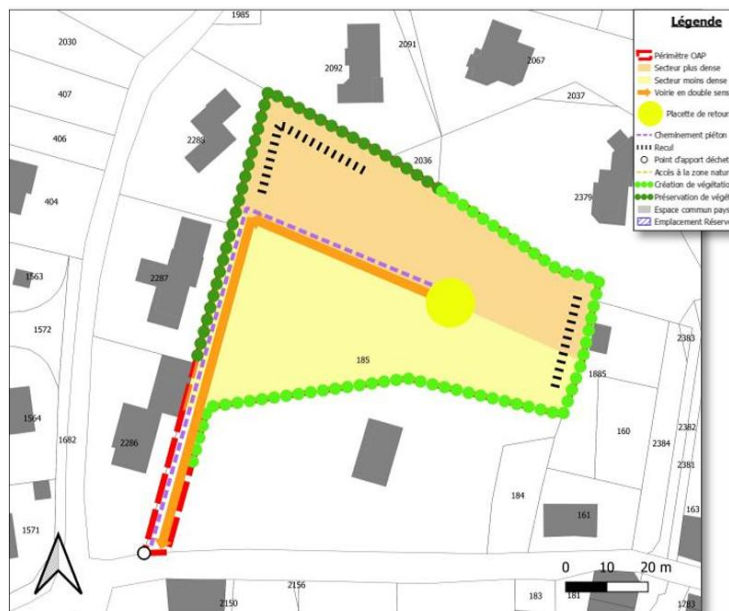 Légende
Périmètre OAP
Secteur plus dense
Secteur moins dense
Voirie en double sens
Placette de retour
Cheminement piéton
Recul
Point d'apport déchet
Accès à la zone natur
Création de végétatio
Préservation de végét
Espace commun pays
Emplacement Réserv
1985
2030
2091
2092
2067
407
2037
406
2288
2036
2379
404
2287
1563
1572
2383
185
1885
1564
2286
1682
160
2384
2382
2381
184
163
1571
161
0 10 20 m
2156
2150
183
181
1783